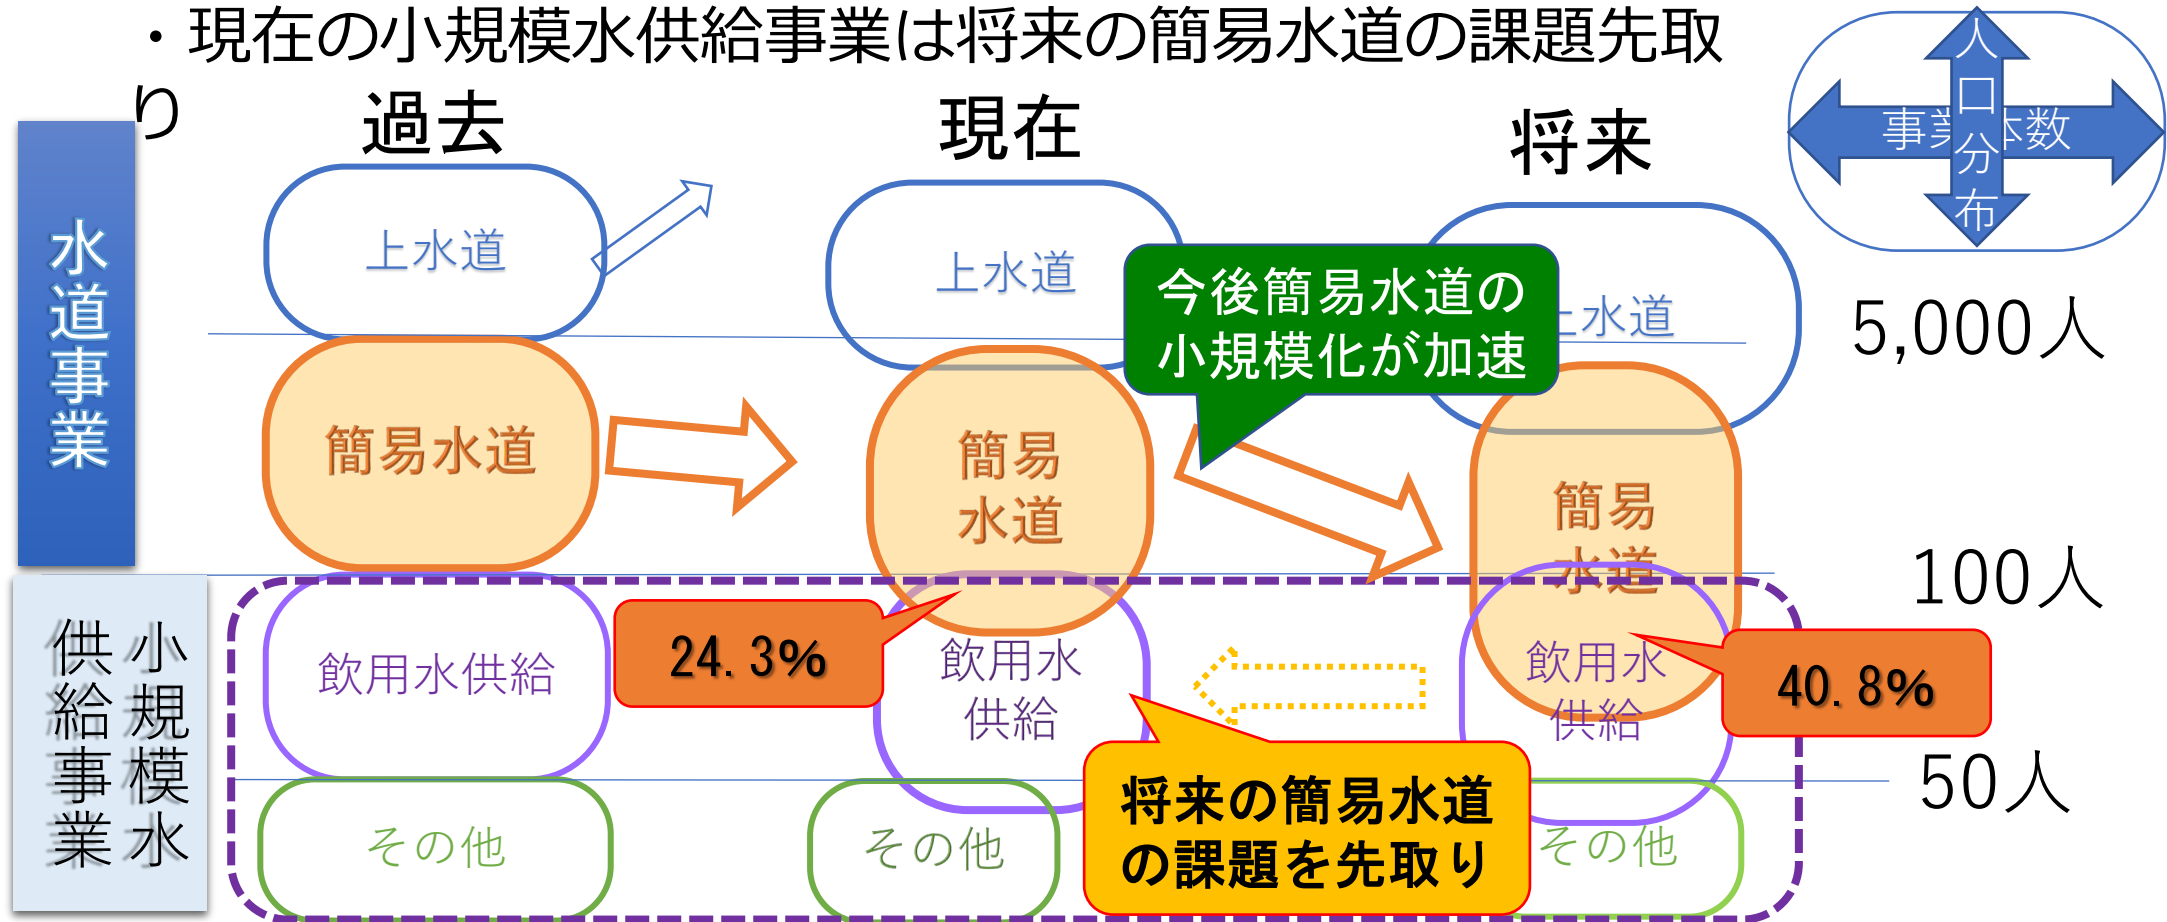 ・現在の小規模水供給事業は将来の簡易水道の課題先取
り
過去
現在
将来
人口分布
水道事業
上水道
上水道
水道
今後簡易水道の
小規模化が加速
5,000人
簡易水道
簡易
水道
簡易
水道
100人
小規模水
供給事業
飲用水供給
24.3%
飲用水
供給
飲用水
供給
40.8%
50人
将来の簡易水道
の課題を先取り
その他
その他
その他